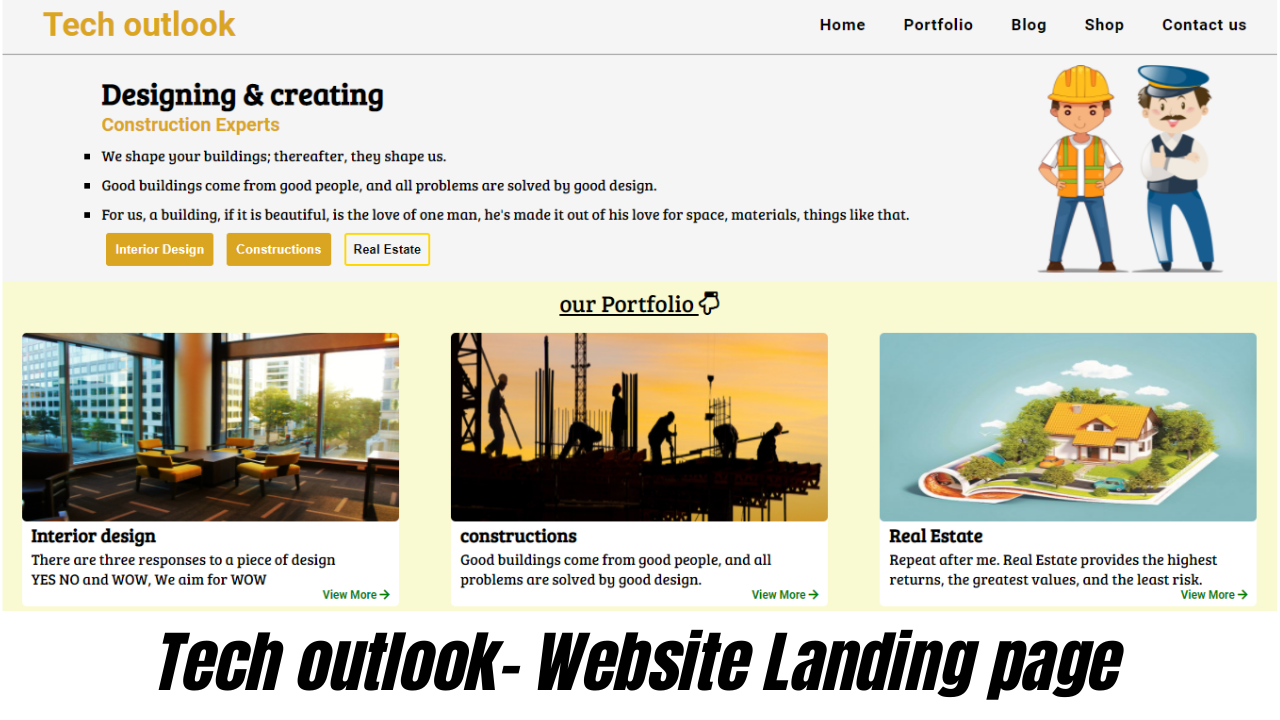 Tech outlook
Home Portfolio Blog Shop Contact us
Designing & creating
Construction Experts
We shape your buildings; thereafter, they shape us.
Good buildings come from good people, and all problems are solved by good design.
For us, a building, if it is beautiful, is the love of one man, he's made it out of his love for space, materials, things like that.
Interior Design Constructions Real Estate
our Portfolio
Interior design
There are three responses to a piece of design
YES NO and WOW, We aim for WOW
View More
constructions
Good buildings come from good people, and all
problems are solved by good design.
View More
Real Estate
Repeat after me. Real Estate provides the highest
returns, the greatest values, and the least risk.
View More
Tech outlook- Website Landing page